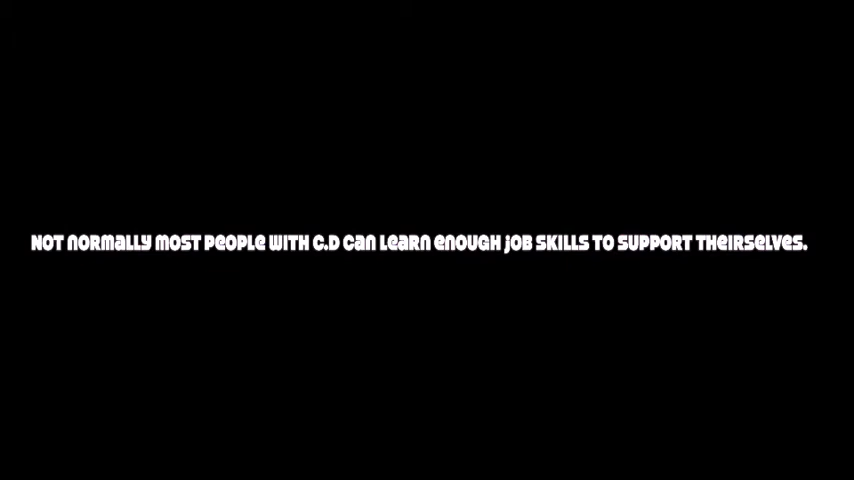 Not normally most people with C.D can learn enough job skills to support theirselves.